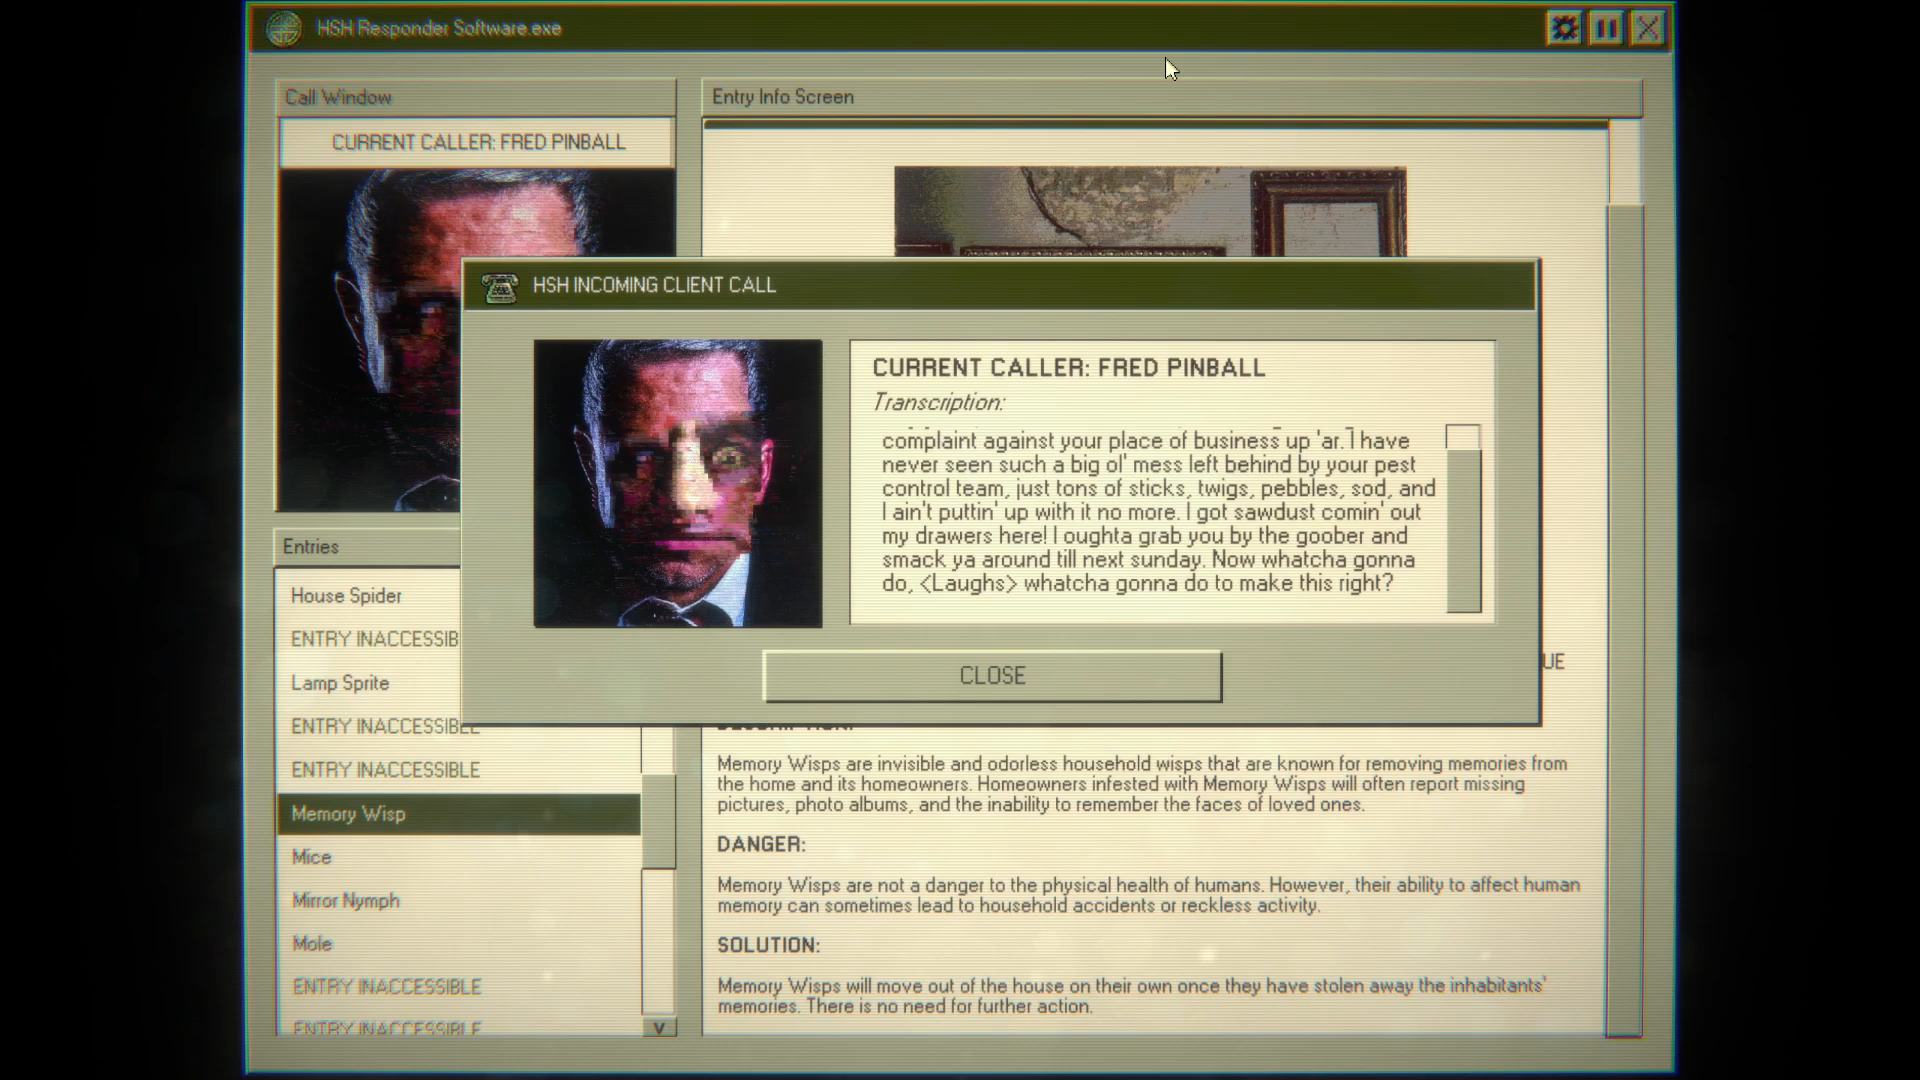 HSH Responder Software.exe
Call Window
CURRENT CALLER: FRED PINBALL
Entry Info Screen
HSH INCOMING CLIENT CALL
CURRENT CALLER: FRED PINBALL
Transcription:
complaint against your place of business up 'ar. I have
never seen such a big ol' mess left behind by your pest
control team, just tons of sticks, twigs, pebbles, sod, and
I ain't puttin' up with it no more. I got sawdust comin' out
my drawers here! I oughta grab you by the goober and
smack ya around till next sunday. Now whatcha gonna
do, <Laughs> whatcha gonna do to make this right?
CLOSE
Entries
House Spider
ENTRY INACCESSIB
Lamp Sprite
ENTRY INACCESSIBLE
ENTRY INACCESSIBLE
Memory Wisp
Mice
Mirror Nymph
Mole
ENTRY INACCESSIBLE
ENTRY INACCESSIBLE
V
UE
Memory Wisps are invisible and odorless household wisps that are known for removing memories from
the home and its homeowners. Homeowners infested with Memory Wisps will often report missing
pictures, photo albums, and the inability to remember the faces of loved ones.
DANGER:
Memory Wisps are not a danger to the physical health of humans. However, their ability to affect human
memory can sometimes lead to household accidents or reckless activity.
SOLUTION:
Memory Wisps will move out of the house on their own once they have stolen away the inhabitants'
memories. There is no need for further action.